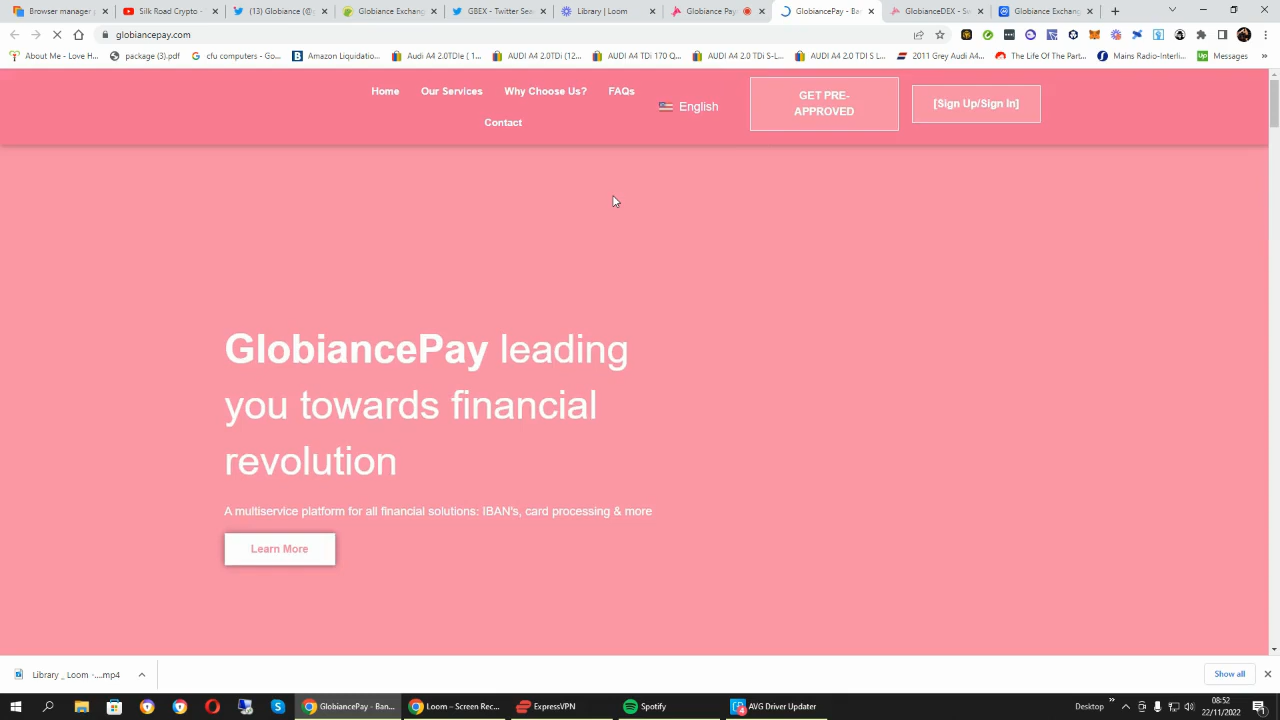 Browser manager p
Silk Road Crypto -
(13) Globiance (@g
Globiance Exchang
GBEX - Twitter Sea
Library | Loom
Globiance Pay
GlobiancePay - Ba
GlobianceDEX - Se
Globiance Exchang
globiancepay.com
About Me - Love H...
package (3).pdf
cfu computers - Go...
Amazon Liquidatio...
Audi A4 2.0TDIe ( 1...
AUDI A4 2.0TDi (12...
AUDI A4 TDi 170 Q...
AUDI A4 2.0 TDi S-L...
AUDI A4 2.0 TDI S-L...
2011 Grey Audi A4...
The Life Of The Part...
Mains Radio-Interli...
Messages
Home
Our Services
Why Choose Us?
FAQs
Contact
English
GET PRE-
APPROVED
[Sign Up/Sign In]
GlobiancePay leading
you towards financial
revolution
A multiservice platform for all financial solutions: IBAN's, card processing & more
Learn More
Library _ Loom -....mp4
Show all
GlobiancePay - Ban...
Loom – Screen Rec...
ExpressVPN
Spotify
AVG Driver Updater
Desktop
08:52
22/11/2022